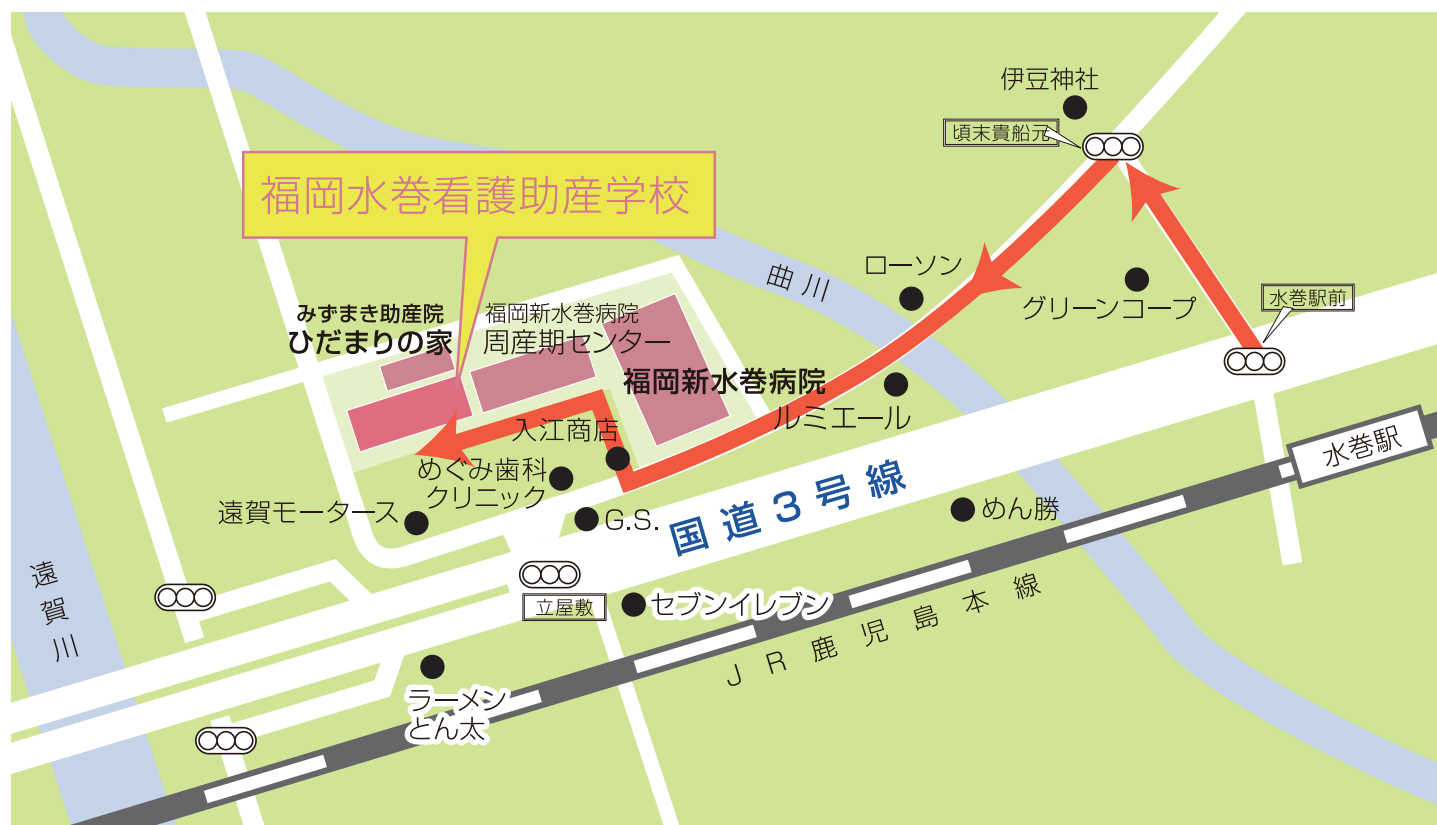 伊豆神社
頃末貴船元
福岡水巻看護助産学校
ローソン
曲川
グリーンコープ
水巻駅前
みずまき助産院
ひだまりの家
福岡新水巻病院
周産期センター
福岡新水巻病院
ルミエール
入江商店
めぐみ歯科
クリニック
遠賀モータース
G.S.
国道3号線
めん勝
水巻駅
遠賀川
立屋敷
セブンイレブン
JR鹿児島本線
ラーメン
とん太